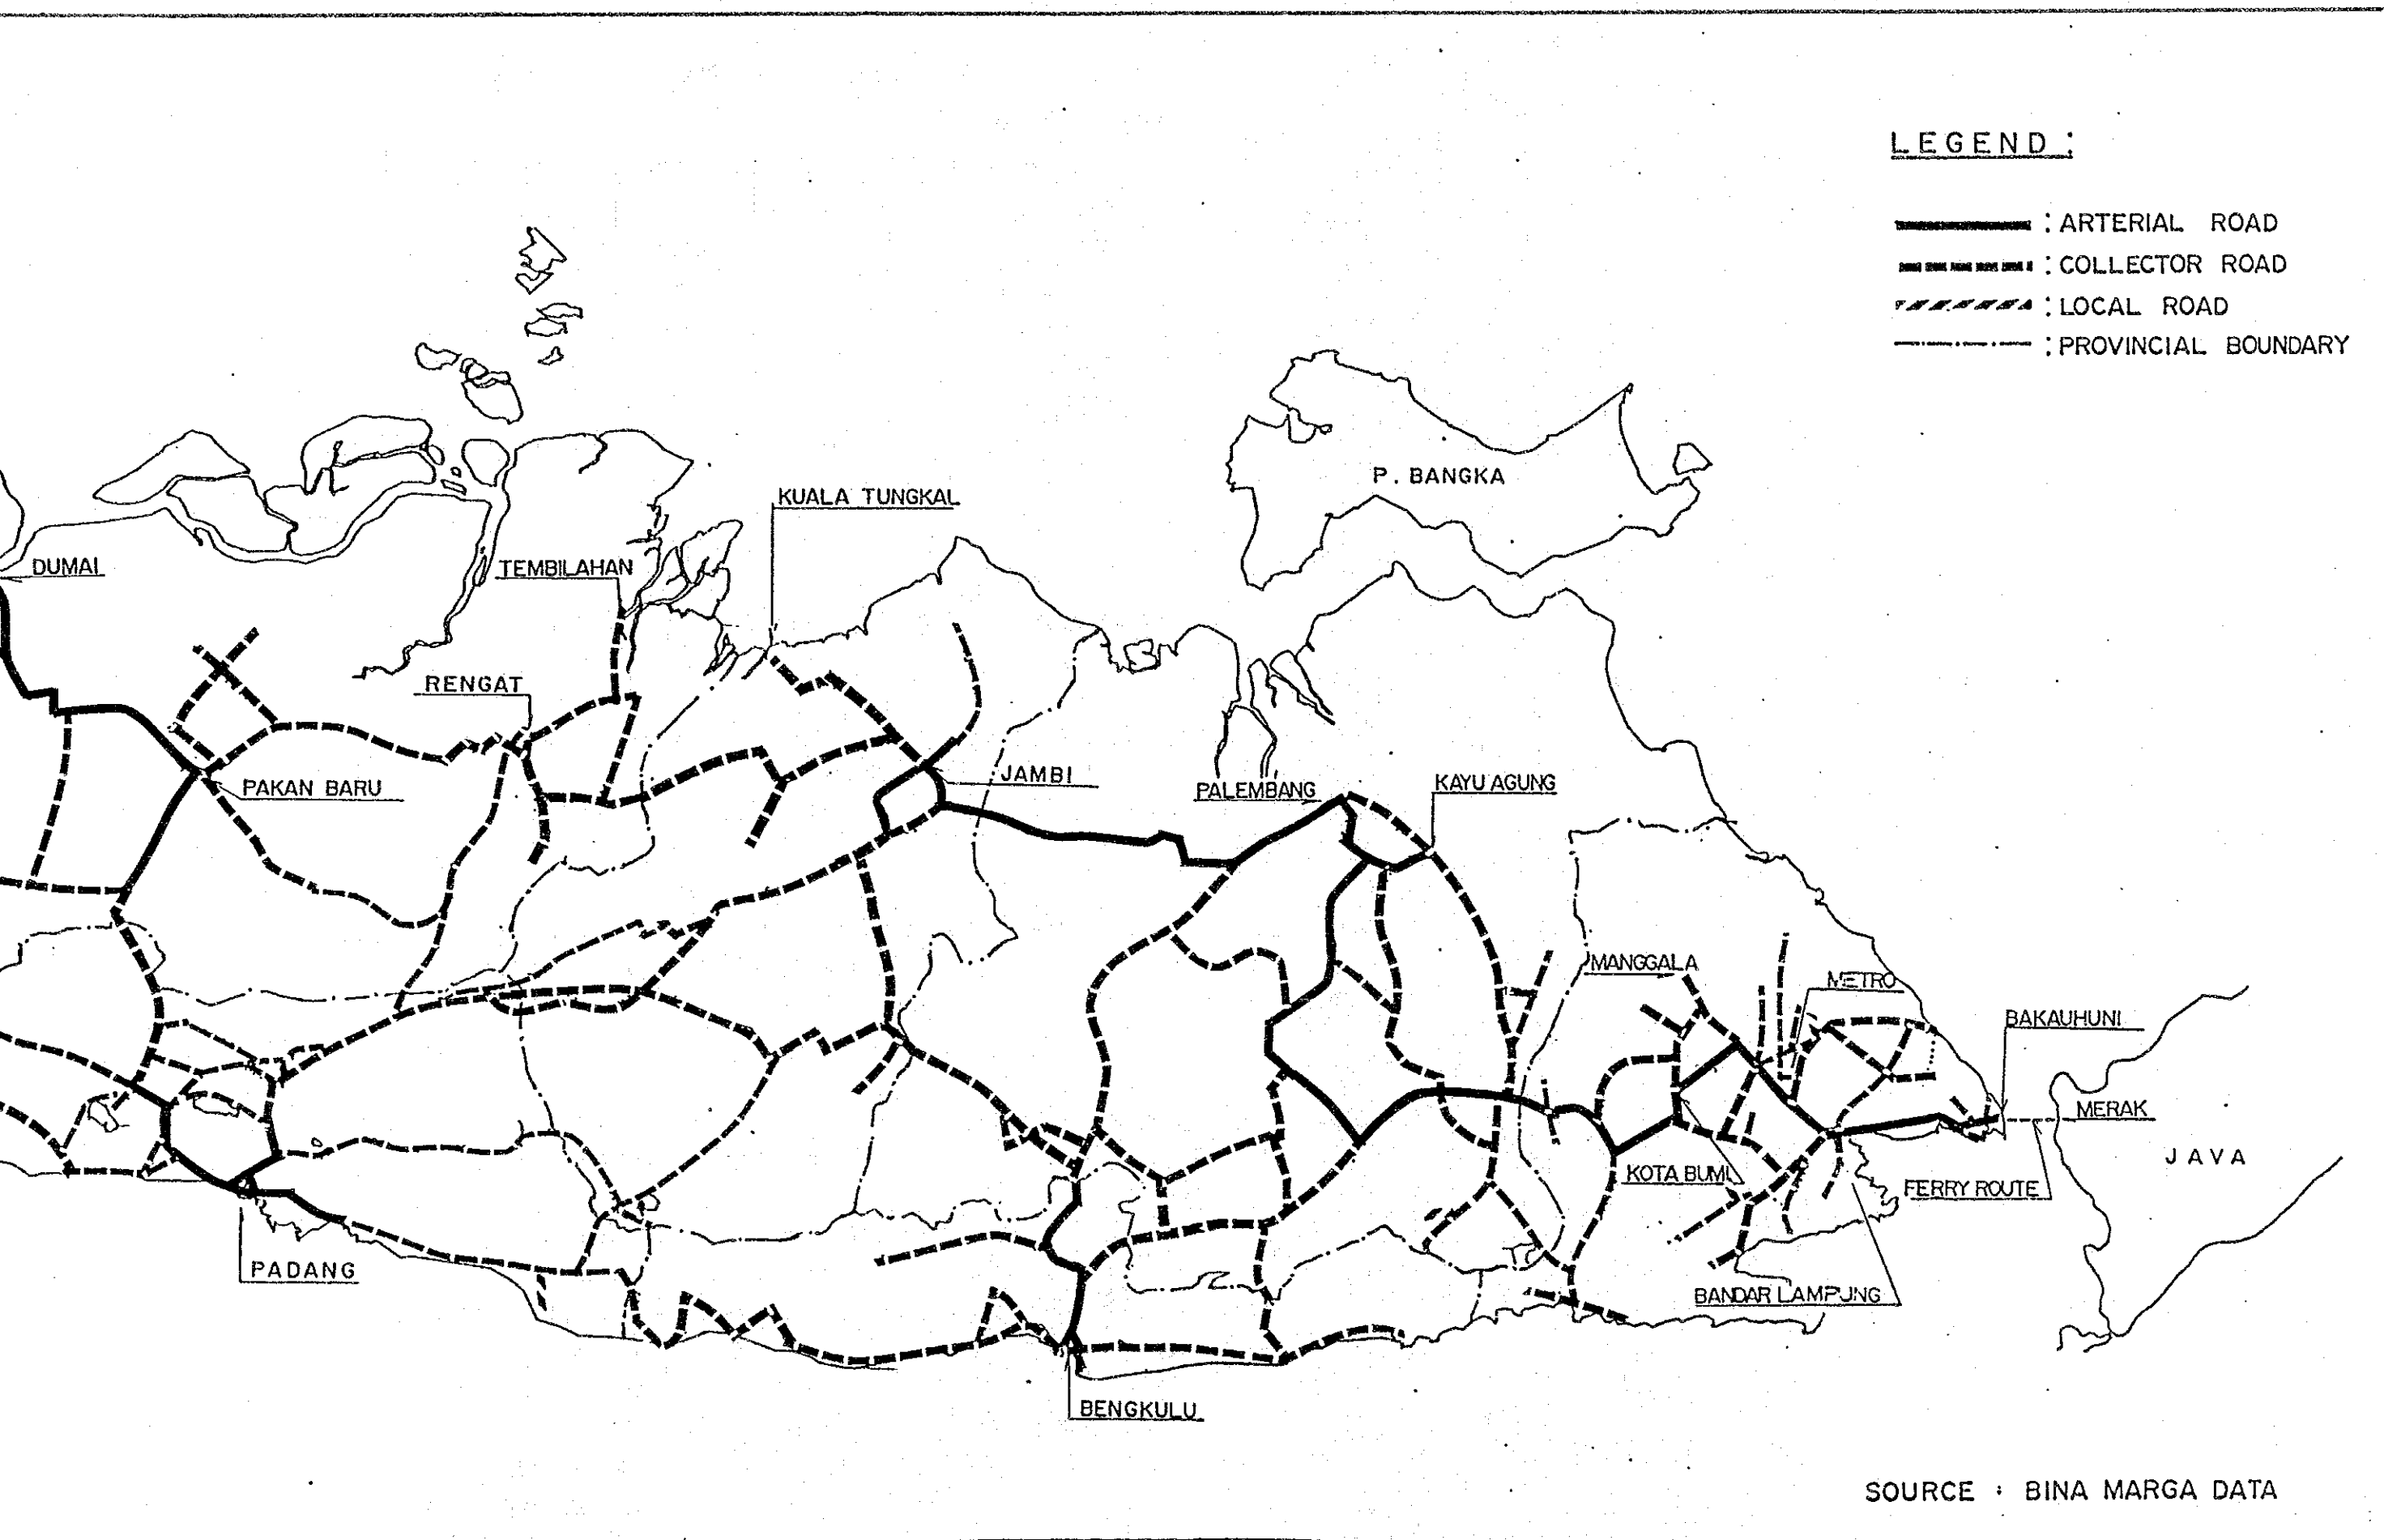 LEGEND :
: ARTERIAL ROAD
: COLLECTOR ROAD
: LOCAL ROAD
: PROVINCIAL BOUNDARY
P. BANGKA
KUALA TUNGKAL
DUMAI
TEMBILAHAN
RENGAT
JAMBI
PAKAN BARU
PALEMBANG
KAYU AGUNG
MANGGALA
METRO
BAKAUHUNI
MERAK
JAVA
KOTA BUMI
FERRY ROUTE
PADANG
BANDAR LAMPUNG
BENGKULU
SOURCE : BINA MARGA DATA